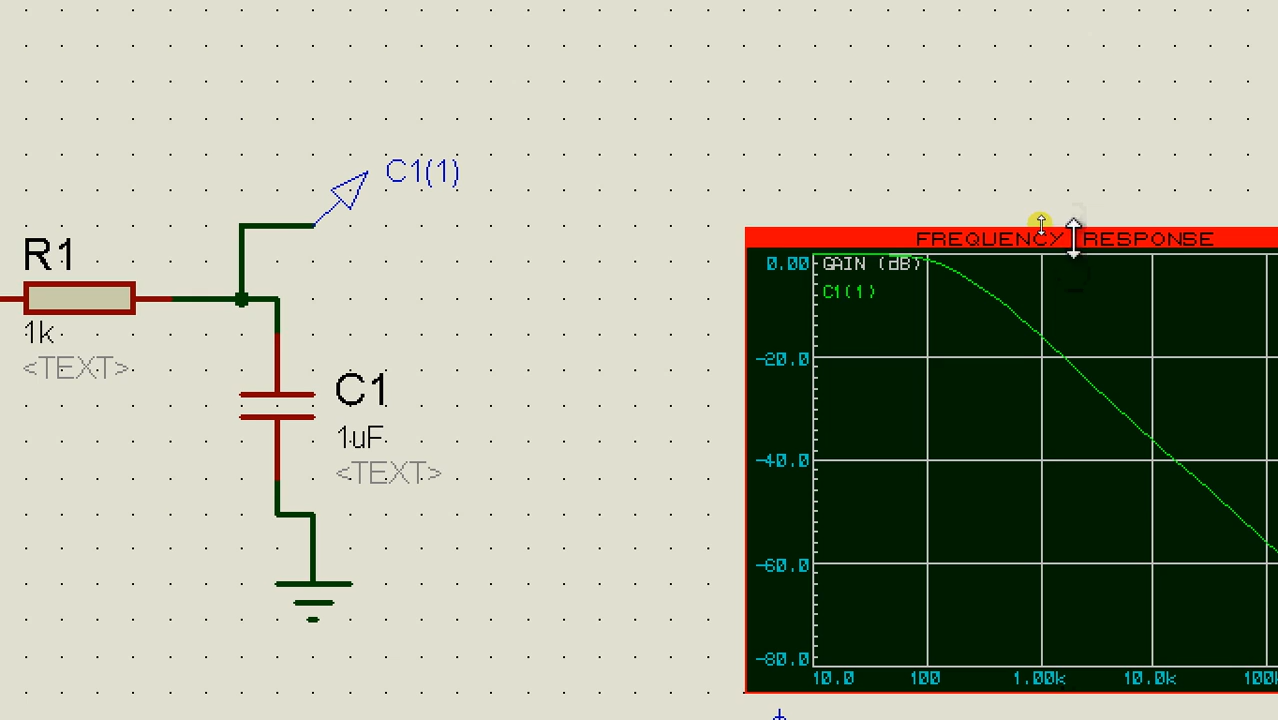 C1(1)
R1
1k
<TEXT>
C1
1uF
<TEXT>
FREQUENCY RESPONSE
0.00
GAIN (dB)
C1(1)
-20.0
-40.0
-60.0
-80.0
10.0 100 1.00k 10.0k 100k